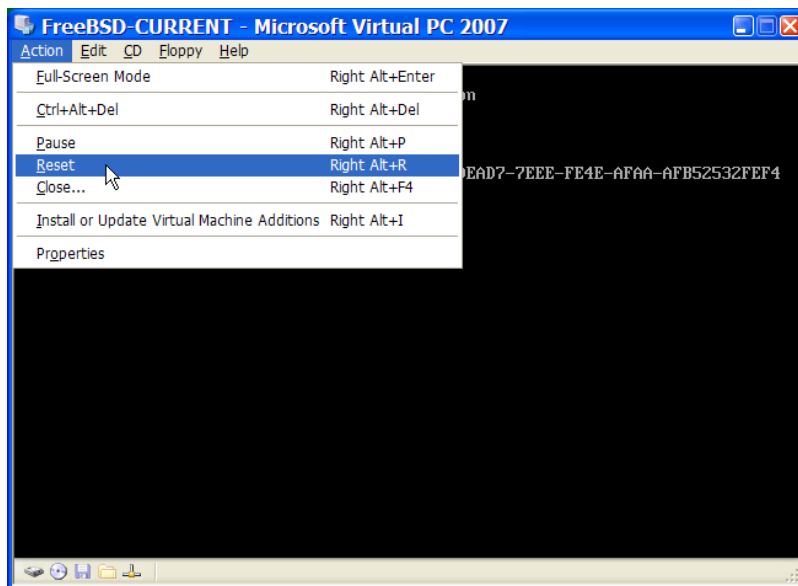 FreeBSD-CURRENT - Microsoft Virtual PC 2007
Action Edit CD Floppy Help
Full-Screen Mode Right Alt+Enter
Ctrl+Alt+Del Right Alt+Del
Pause Right Alt+P
Reset Right Alt+R
Close... Right Alt+F4
Install or Update Virtual Machine Additions Right Alt+I
Properties
on
EAD7-7EEE-FE4E-AFAA-AFB52532FEF4